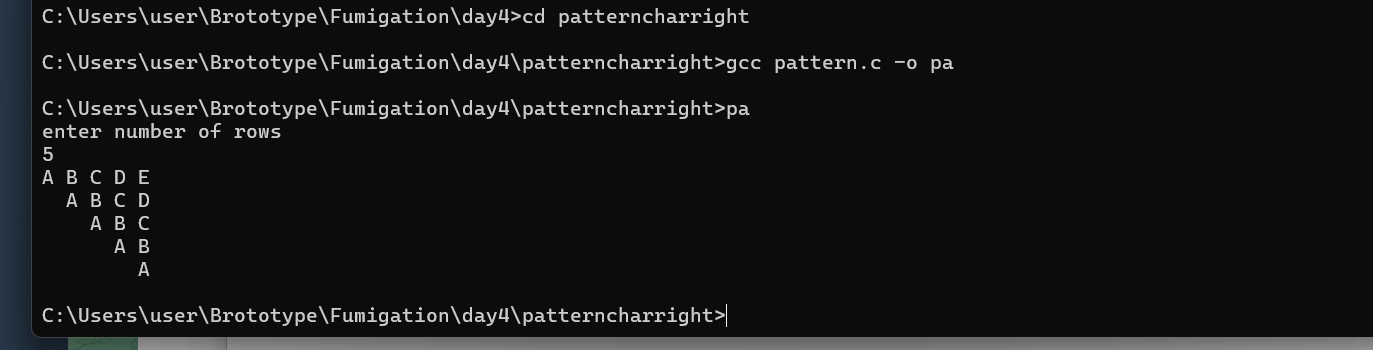 C:\Users\user\Brototype\Fumigation\day4>cd patterncharright
C:\Users\user\Brototype\Fumigation\day4\patterncharright>gcc pattern.c -o pa
C:\Users\user\Brototype\Fumigation\day4\patterncharright>pa
enter number of rows
5
A B C D E
  A B C D
    A B C
      A B
        A
C:\Users\user\Brototype\Fumigation\day4\patterncharright>